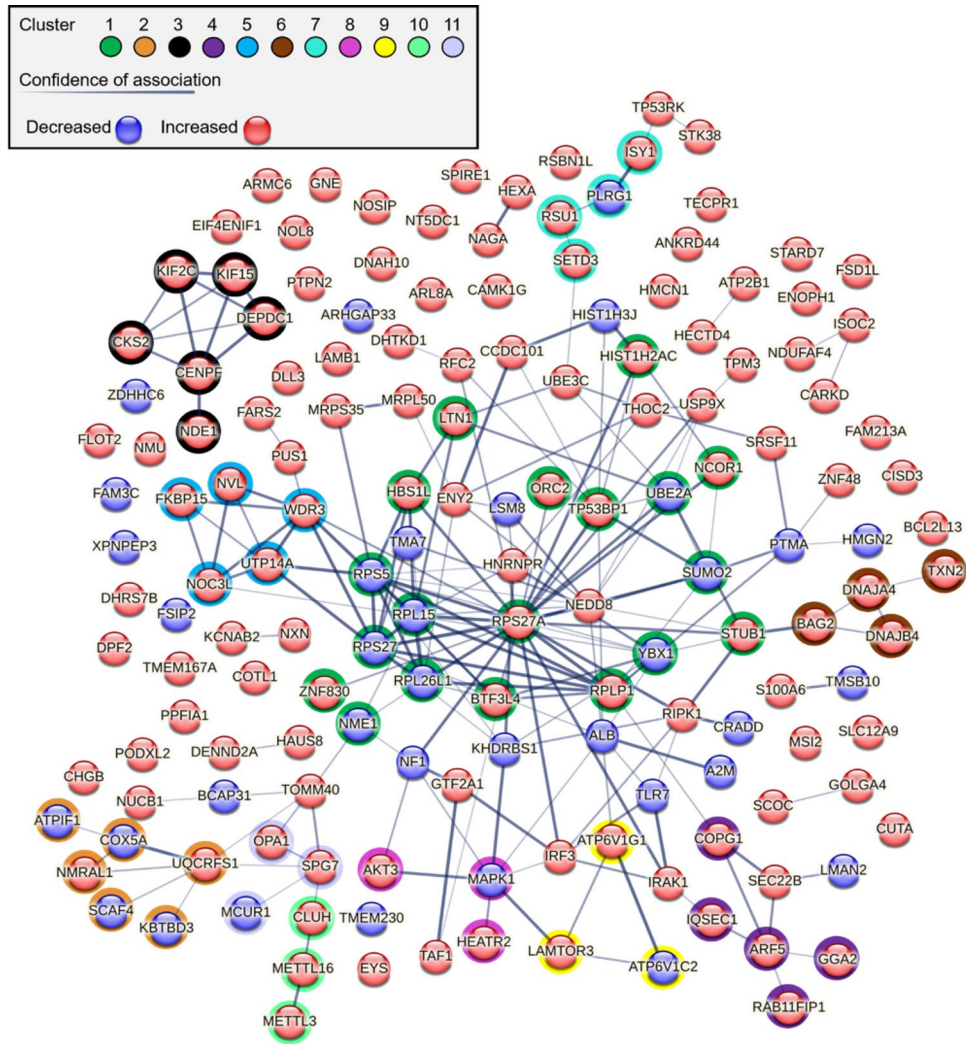 Cluster 1 2 3 4 5 6 7 8 9 10 11
Confidence of association
Decreased Increased
TP53RK
STK38
ISY1
RSBN1L
SPIRE1
HEXA
PLRG1
ARMC6
GNE
NOSIP
NT5DC1
RSU1
TECPR1
EIF4ENIF1
NOL8
NAGA
ANKRD44
STARD7
KIF2C
KIF15
DNAH10
SETD3
FSD1L
PTPN2
ARL8A
CAMK1G
HMCN1
ATP2B1
ENOPH1
DEPDC1
ARHGAP33
HIST1H3J
ISOC2
CKS2
DHTKD1
CCDC101
HECTD4
LAMB1
RFC2
HIST1H2AC
NDUFAF4
CENPF
DLL3
UBE3C
TPM3
ZDHHC6
CARKD
FARS2
MRPS35
MRPL50
LTN1
THOC2
USP9X
NDE1
FLOT2
NMU
SRSF11
FAM213A
PUS1
NCOR1
ZNF48
CISD3
FAM3C
FKBP15
NVL
HBS1L
ENY2
ORC2
UBE2A
WDR3
LSM8
TP53BP1
BCL2L13
XPNPEP3
TMA7
PTMA
HMGN2
UTP14A
HNRNPR
TXN2
NOC3L
RPS5
SUMO2
DNAJA4
DHRS7B
FSIP2
RPL15
RPS27A
NEDD8
BAG2
KCNAB2
NXN
STUB1
DNAJB4
DPF2
RPS27
YBX1
TMEM167A
COTL1
RPL26L1
ZNF830
BTF3L4
RPLP1
S100A6
TMSB10
PPFIA1
NME1
RIPK1
CRADD
SLC12A9
PODXL2
DENND2A
HAUS8
KHDRBS1
ALB
MSI2
CHGB
NF1
A2M
NUCB1
BCAP31
TOMM40
GTF2A1
TLR7
SCOC
GOLGA4
ATPIF1
COX5A
OPA1
ATP6V1G1
COPG1
CUTA
NMRAL1
UQCRFS1
SPG7
AKT3
MAPK1
IRF3
IRAK1
SEC22B
LMAN2
SCAF4
KBTBD3
MCUR1
CLUH
TMEM230
IQSEC1
HEATR2
LAMTOR3
ARF5
GGA2
METTL16
EYS
TAF1
ATP6V1C2
RAB11FIP1
METTL3